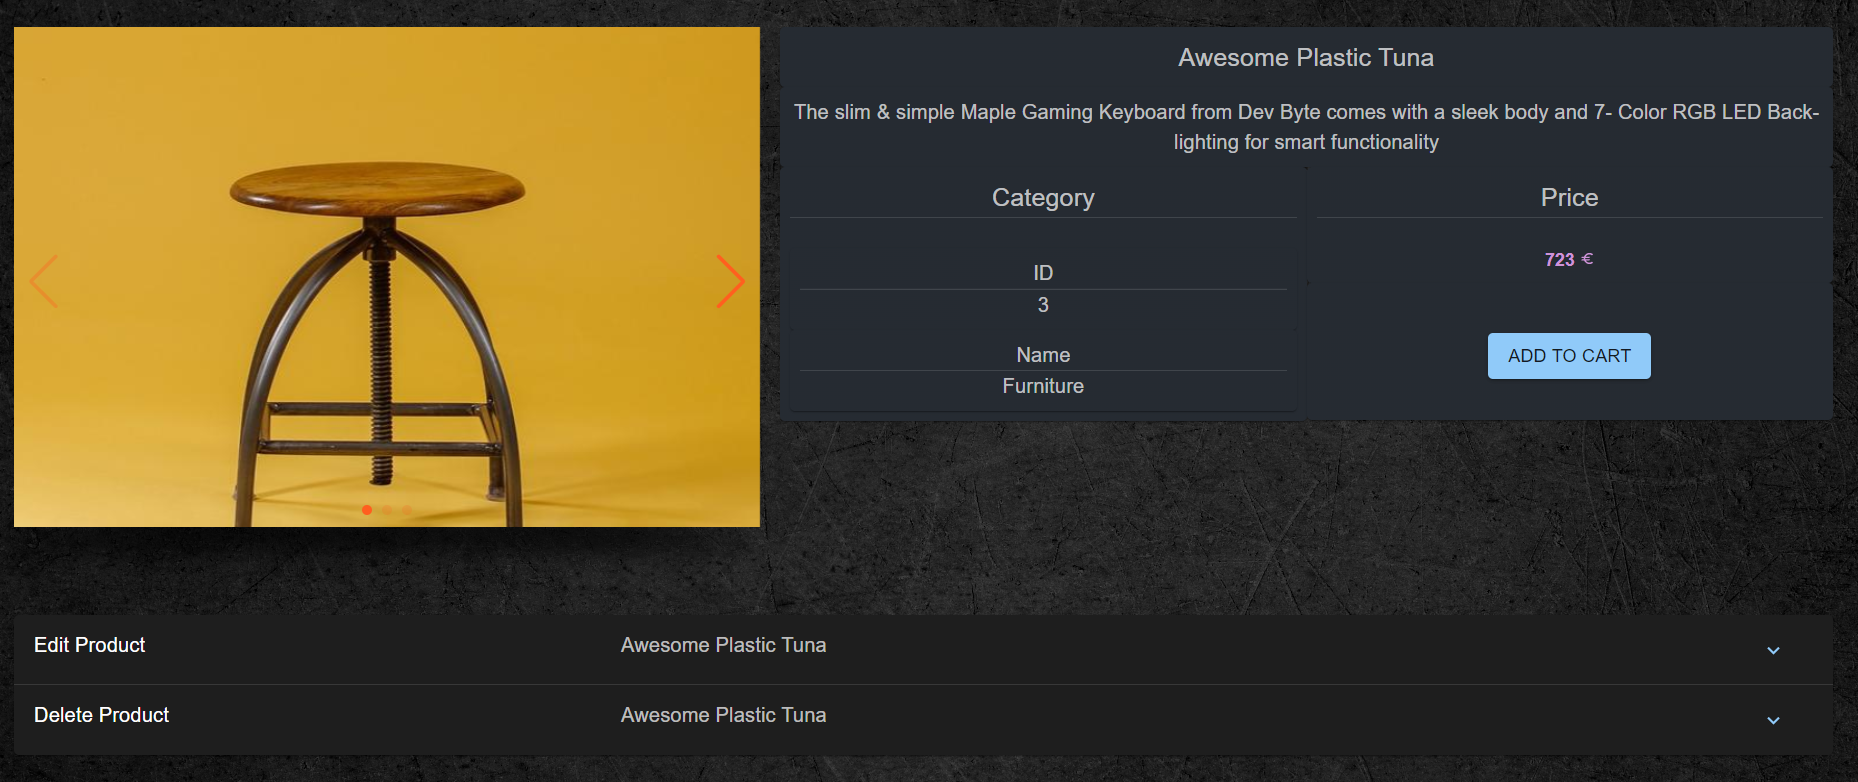 Awesome Plastic Tuna
The slim & simple Maple Gaming Keyboard from Dev Byte comes with a sleek body and 7- Color RGB LED Back-
lighting for smart functionality
Category
ID
3
Name
Furniture
Price
723 €
ADD TO CART
Edit Product
Awesome Plastic Tuna
Delete Product
Awesome Plastic Tuna